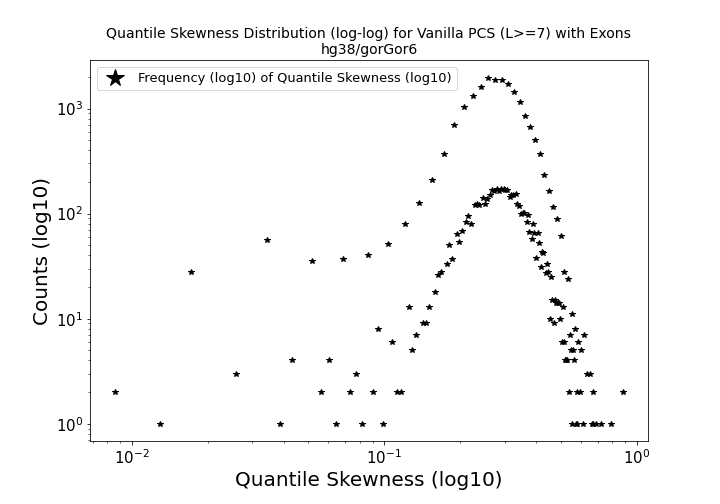 Quantile Skewness Distribution (log-log) for Vanilla PCS (L>=7) with Exons
hg38/gorGor6
Frequency (log10) of Quantile Skewness (log10)
Counts (log10)
10³
10²
10¹
10⁰
10⁻²
10⁻¹
10⁰
Quantile Skewness (log10)